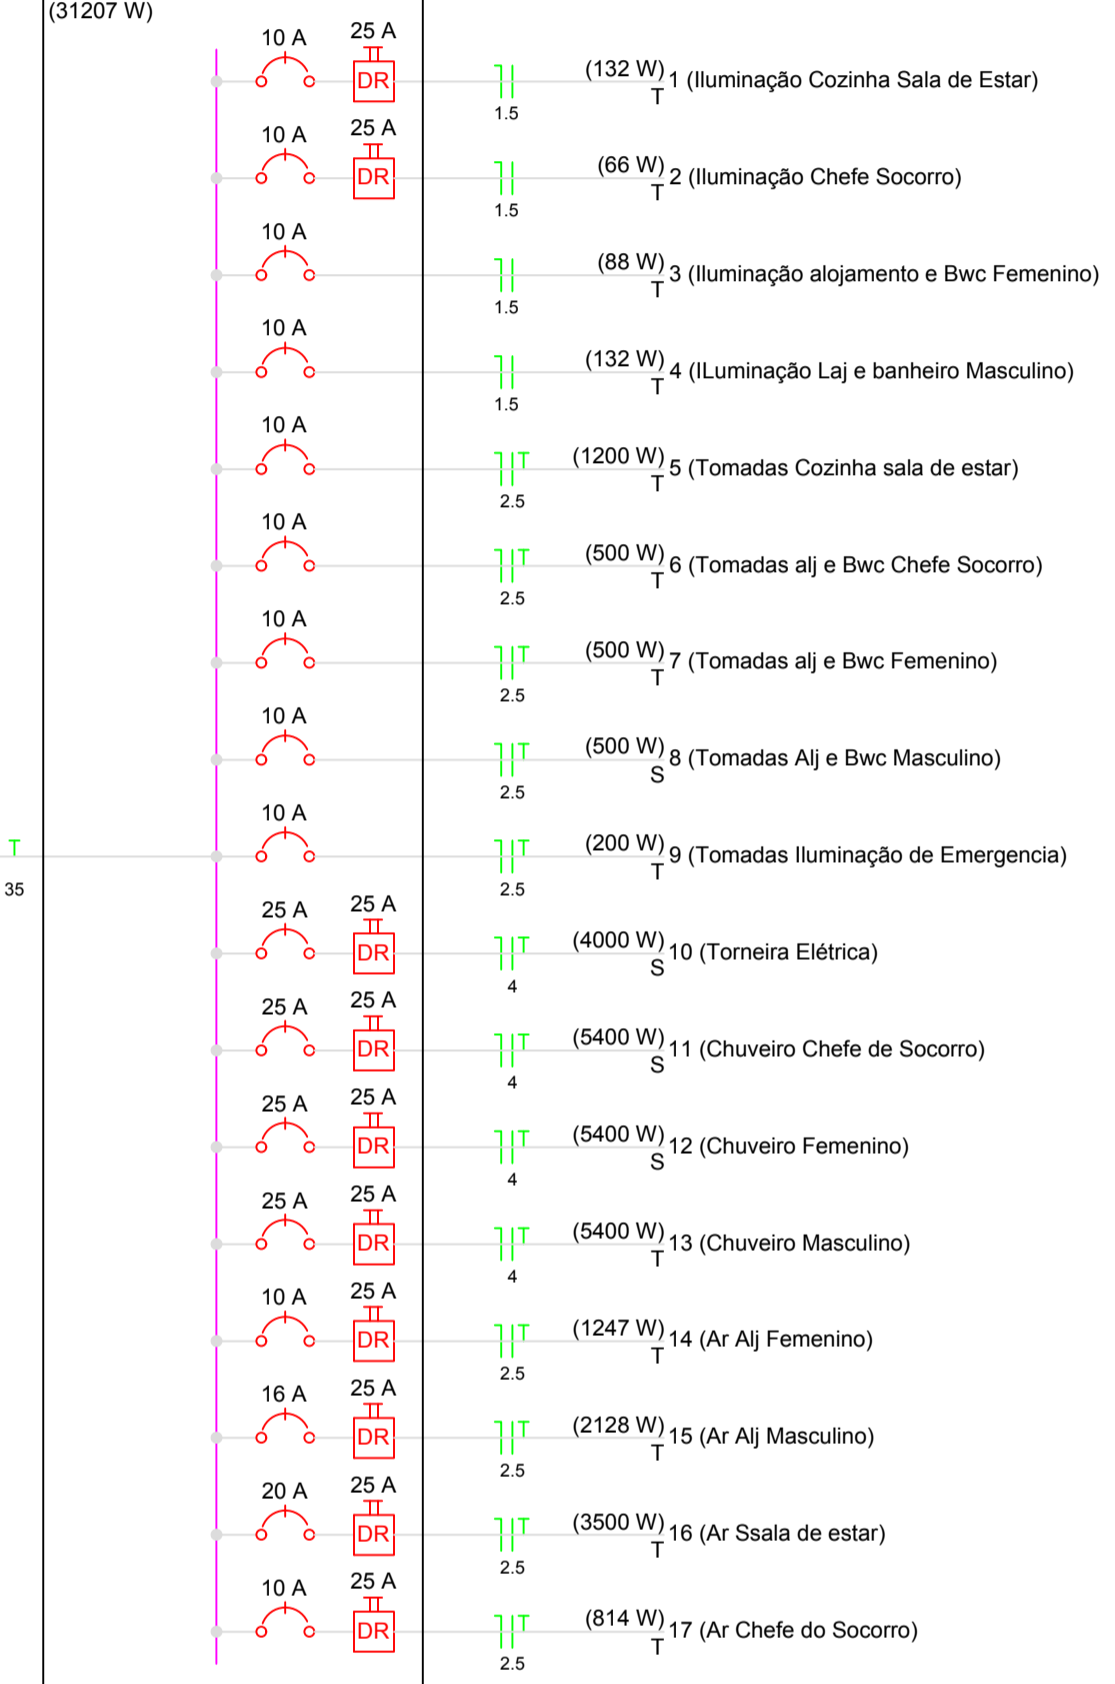 (31207 W)
10 A 25 A
DR (132 W) 1 (Iluminação Cozinha Sala de Estar)
T
1.5
10 A 25 A
DR (66 W) 2 (Iluminação Chefe Socorro)
T
1.5
10 A
(88 W) 3 (Iluminação alojamento e Bwc Femenino)
T
1.5
10 A
(132 W) 4 (ILuminação Laj e banheiro Masculino)
T
1.5
10 A
T (1200 W) 5 (Tomadas Cozinha sala de estar)
T
2.5
10 A
T (500 W) 6 (Tomadas alj e Bwc Chefe Socorro)
T
2.5
10 A
T (500 W) 7 (Tomadas alj e Bwc Femenino)
T
2.5
10 A
T (500 W) 8 (Tomadas Alj e Bwc Masculino)
S
2.5
10 A
T T (200 W) 9 (Tomadas Iluminação de Emergencia)
T
35 2.5
25 A 25 A
DR T (4000 W) 10 (Torneira Elétrica)
S
4
25 A 25 A
DR T (5400 W) 11 (Chuveiro Chefe de Socorro)
S
4
25 A 25 A
DR T (5400 W) 12 (Chuveiro Femenino)
S
4
25 A 25 A
DR T (5400 W) 13 (Chuveiro Masculino)
T
4
10 A 25 A
DR T (1247 W) 14 (Ar Alj Femenino)
T
2.5
16 A 25 A
DR T (2128 W) 15 (Ar Alj Masculino)
T
2.5
20 A 25 A
DR T (3500 W) 16 (Ar Ssala de estar)
T
2.5
10 A 25 A
DR T (814 W) 17 (Ar Chefe do Socorro)
T
2.5